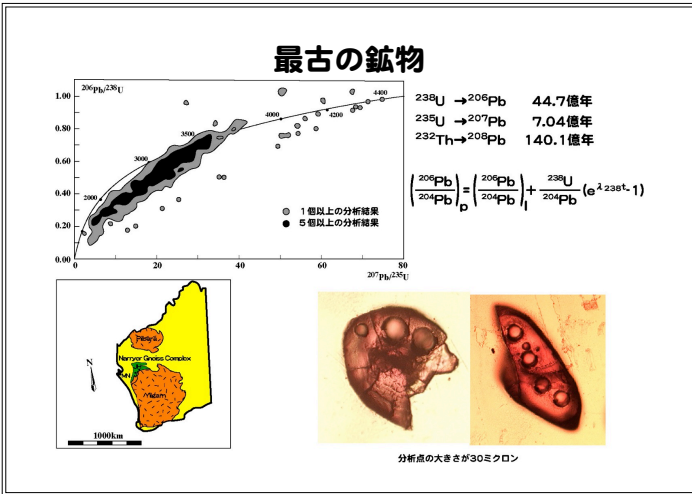 最古の鉱物
²⁰⁶Pb/²³⁸U
1.00
0.80
0.60
0.40
0.20
0.00
0
20
40
60
80
²⁰⁷Pb/²³⁵U
2000
3000
3500
4000
4200
4400
1個以上の分析結果
5個以上の分析結果
²³⁸U →²⁰⁶Pb 44.7億年
²³⁵U →²⁰⁷Pb 7.04億年
²³²Th→²⁰⁸Pb 140.1億年
(²⁰⁶Pb/²⁰⁴Pb)p=(²⁰⁶Pb/²⁰⁴Pb)I+²³⁸U/²⁰⁴Pb(e^λ238t-1)
Pilbara
Narryer Gneiss Complex
MN
Yilgarn
N
1000km
分析点の大きさが30ミクロン